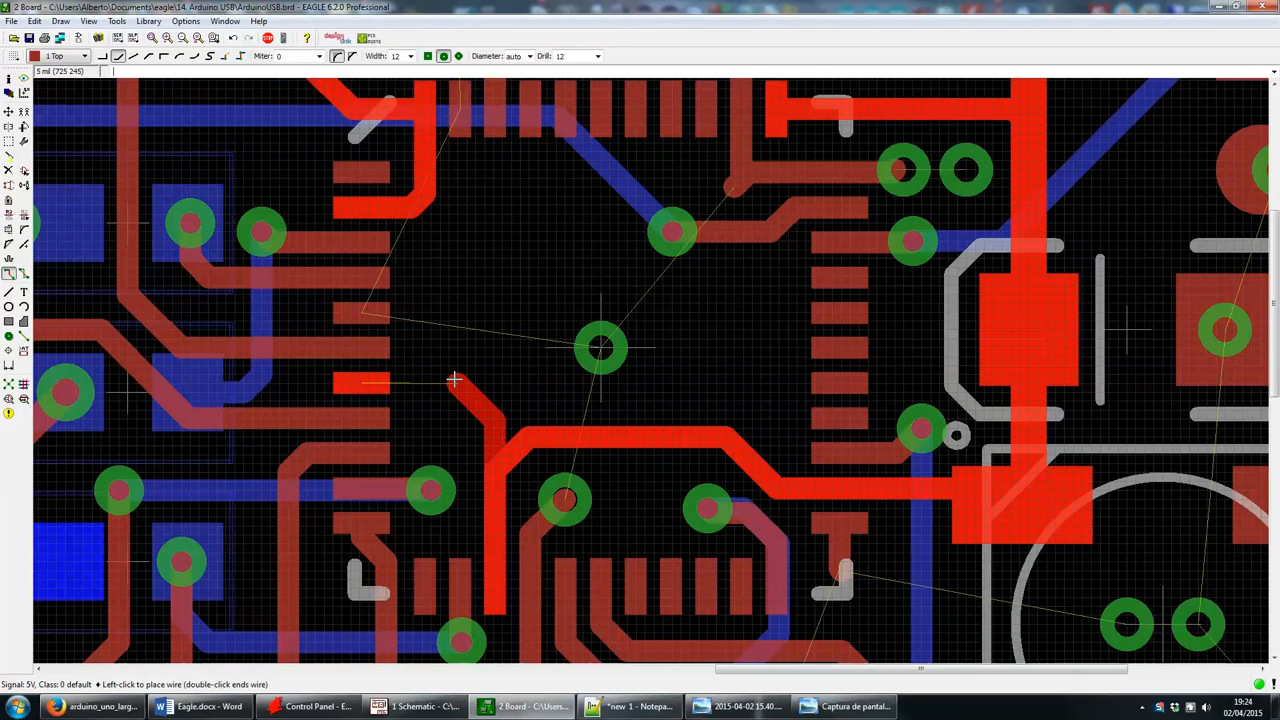 2 Board - C:\Users\Alberto\Documents\eagle\14. Arduino USB\ArduinoUSB.brd - EAGLE 6.2.0 Professional
File Edit Draw View Tools Library Options Window Help
design link PCB QUOTE
1 Top Miter: 0 Width: 12 Diameter: auto Drill: 12
5 mil (725 245)
Signal: 5V, Class: 0 default ♦ Left-click to place wire (double-click ends wire)
arduino_uno_larg... Eagle.docx - Word Control Panel - E... 1 Schematic - C:\... 2 Board - C:\Users... *new 1 - Notepa... 2015-04-02 15.40.... Captura de pantal...
19:24
02/04/2015